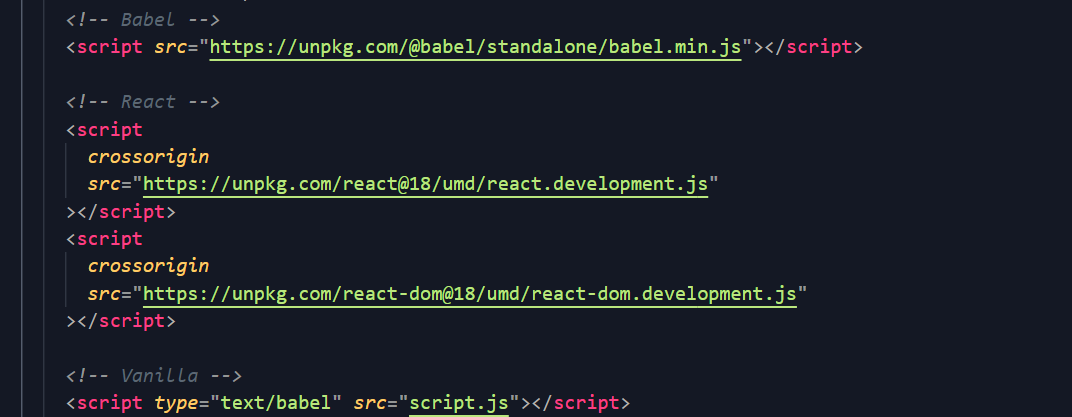 <!-- Babel -->
<script src="https://unpkg.com/@babel/standalone/babel.min.js"></script>
<!-- React -->
<script
crossorigin
src="https://unpkg.com/react@18/umd/react.development.js"
></script>
<script
crossorigin
src="https://unpkg.com/react-dom@18/umd/react-dom.development.js"
></script>
<!-- Vanilla -->
<script type="text/babel" src="script.js"></script>